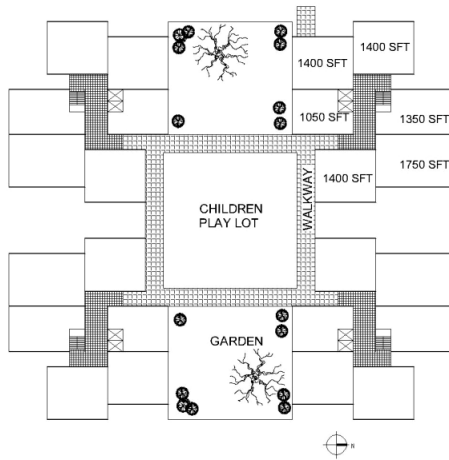 1400 SFT
1400 SFT
1050 SFT
1350 SFT
1750 SFT
1400 SFT
WALKWAY
CHILDREN
PLAY LOT
GARDEN
N